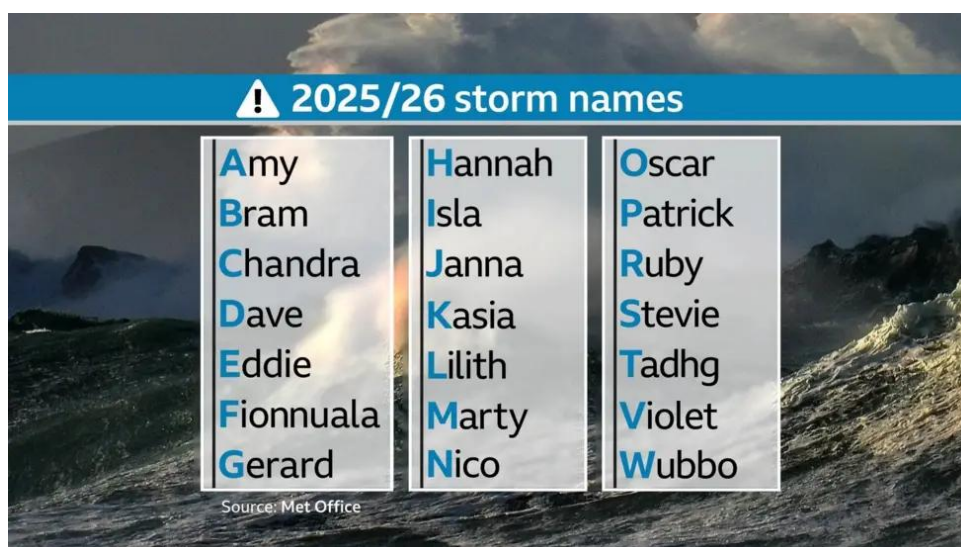 2025/26 storm names
Amy
Bram
Chandra
Dave
Eddie
Fionnuala
Gerard
Hannah
Isla
Janna
Kasia
Lilith
Marty
Nico
Oscar
Patrick
Ruby
Stevie
Tadhg
Violet
Wubbo
Source: Met Office